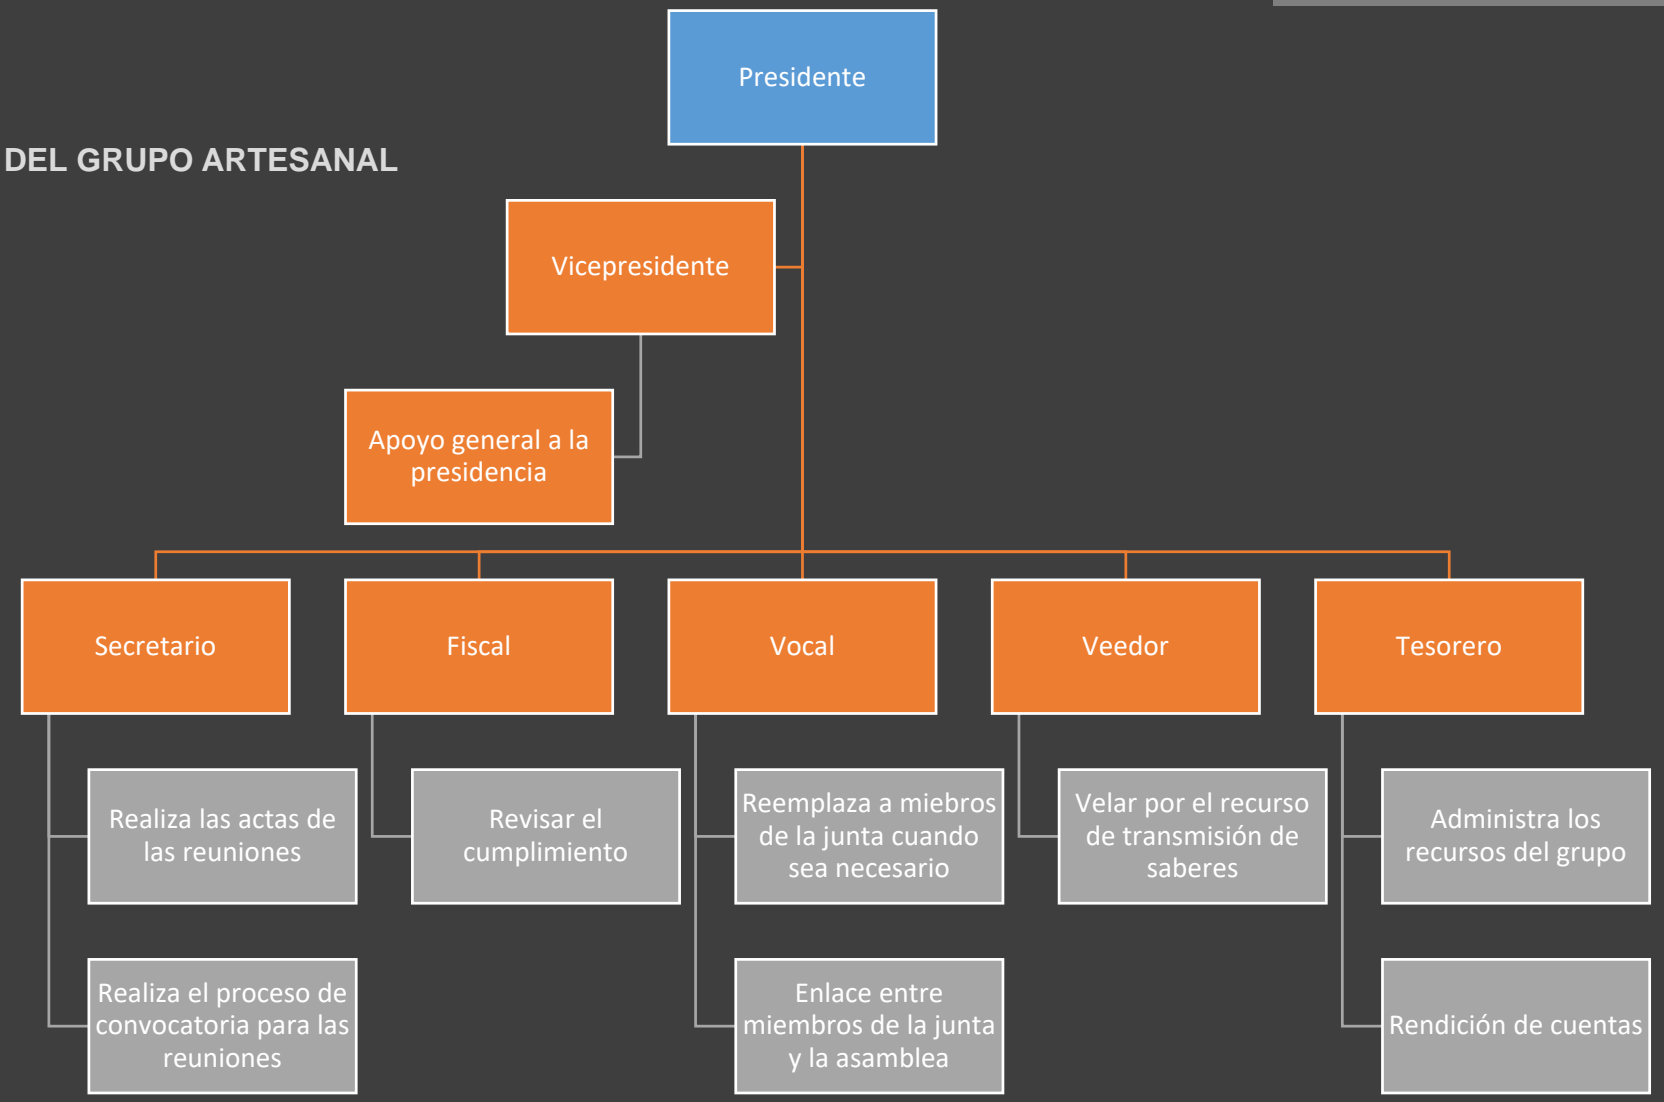 Presidente
DEL GRUPO ARTESANAL
Vicepresidente
Apoyo general a la
presidencia
Secretario
Fiscal
Vocal
Veedor
Tesorero
Realiza las actas de
las reuniones
Revisar el
cumplimiento
Reemplaza a miebros
de la junta cuando
sea necesario
Velar por el recurso
de transmisión de
saberes
Administra los
recursos del grupo
Realiza el proceso de
convocatoria para las
reuniones
Enlace entre
miembros de la junta
y la asamblea
Rendición de cuentas